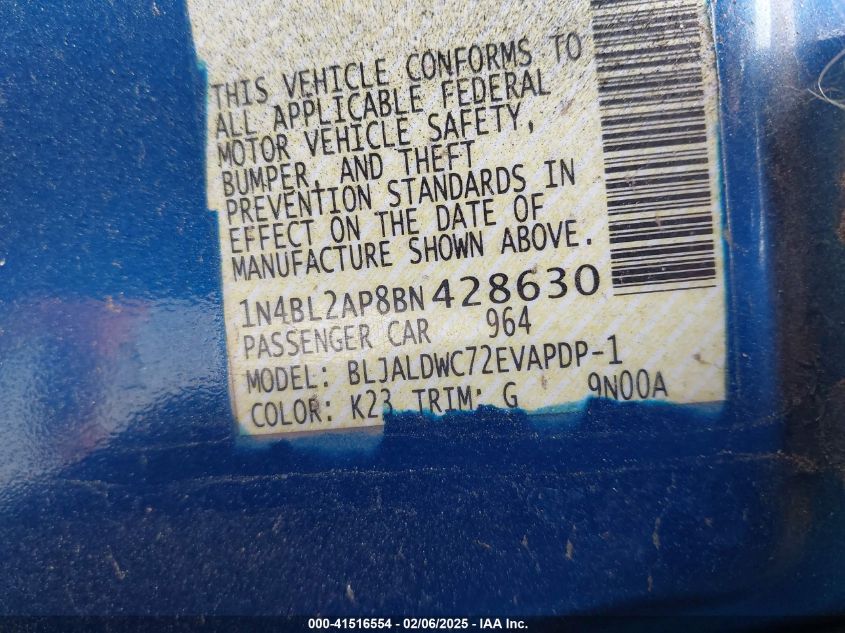 THIS VEHICLE CONFORMS TO
ALL APPLICABLE FEDERAL
MOTOR VEHICLE SAFETY,
BUMPER, AND THEFT
PREVENTION STANDARDS IN
EFFECT ON THE DATE OF
MANUFACTURE SHOWN ABOVE.
1N4BL2AP8BN 428630
PASSENGER CAR 964
MODEL: BLJALDWC72EVAPDP-1
COLOR: K23 TRIM: G 9N00A
000-41516554 / 02/06/2025 - IAA Inc.